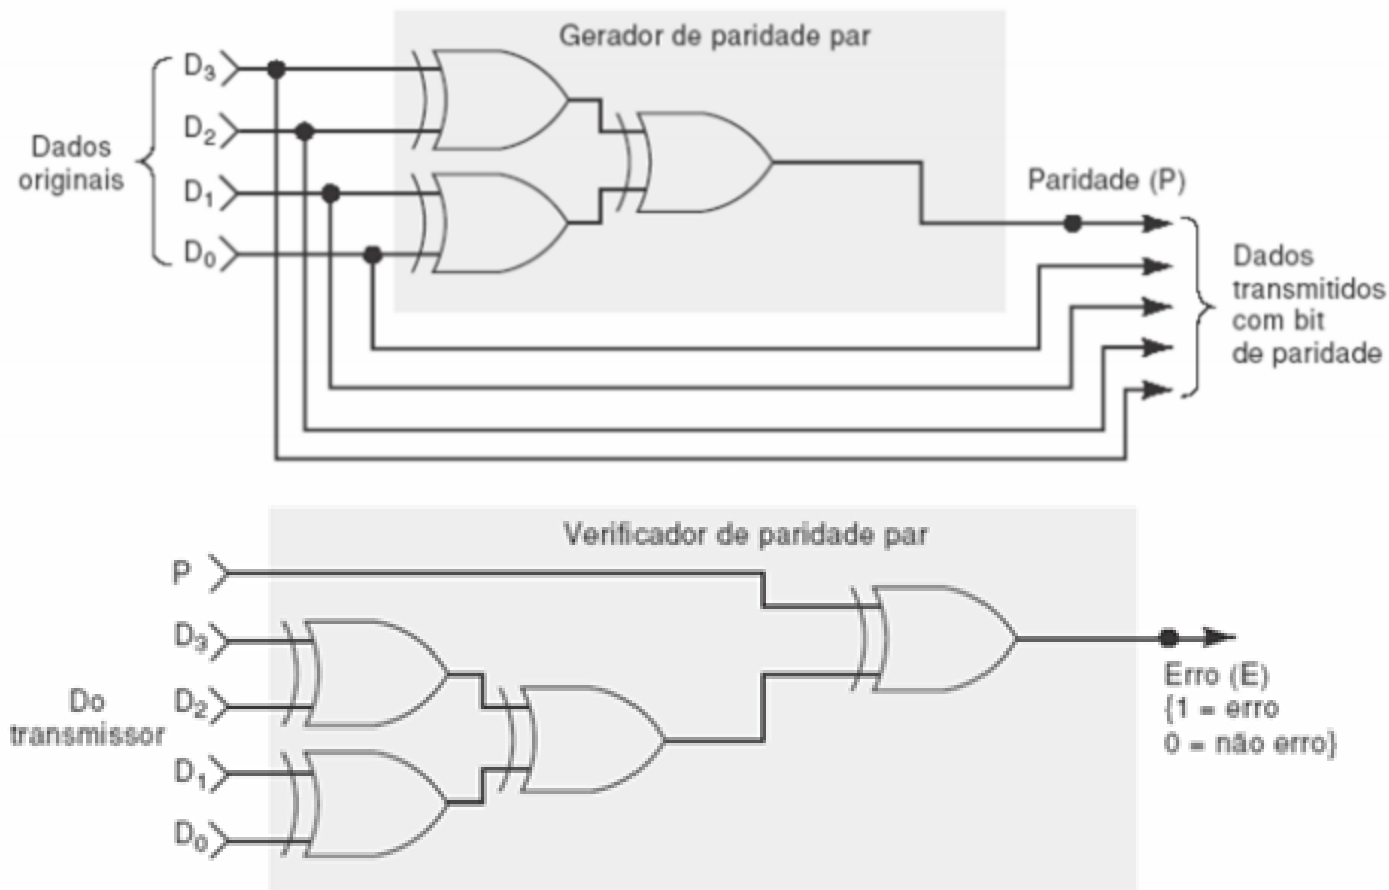 Gerador de paridade par
D₃
D₂
D₁
D₀
Dados
originais
Paridade (P)
Dados
transmitidos
com bit
de paridade
Verificador de paridade par
P
D₃
D₂
D₁
D₀
Do
transmissor
Erro (E)
{1 = erro
0 = não erro}